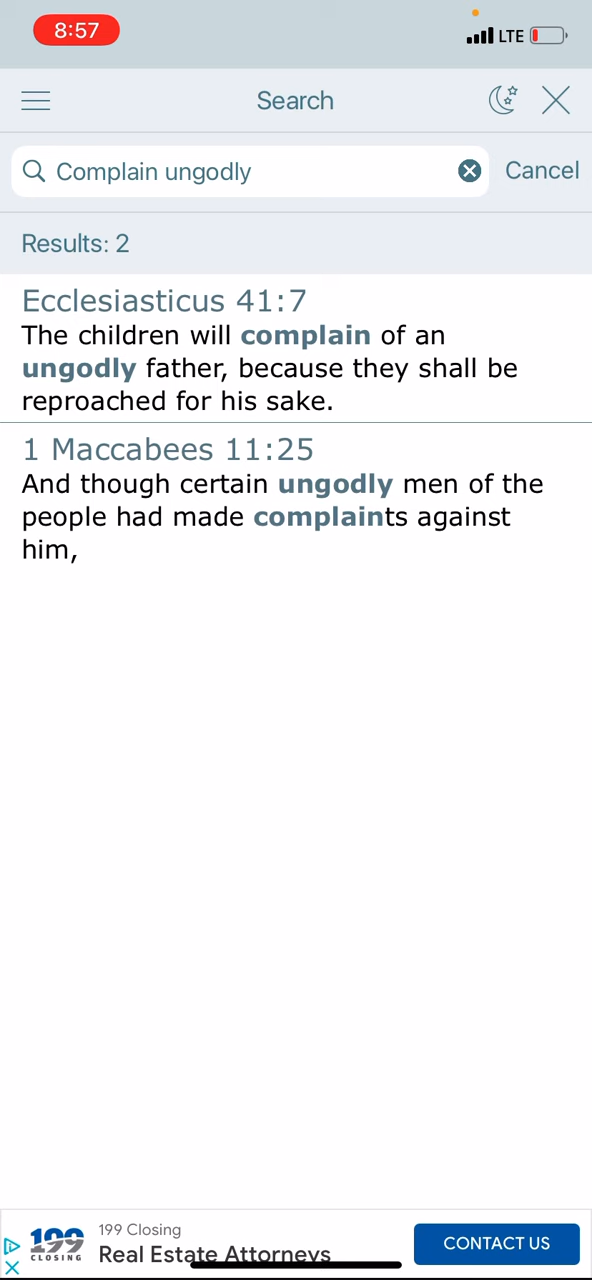 8:57
LTE
Search
Complain ungodly
Cancel
Results: 2
Ecclesiasticus 41:7
The children will complain of an
ungodly father, because they shall be
reproached for his sake.
1 Maccabees 11:25
And though certain ungodly men of the
people had made complaints against
him,
199 Closing
199
CLOSING
Real Estate Attorneys
CONTACT US